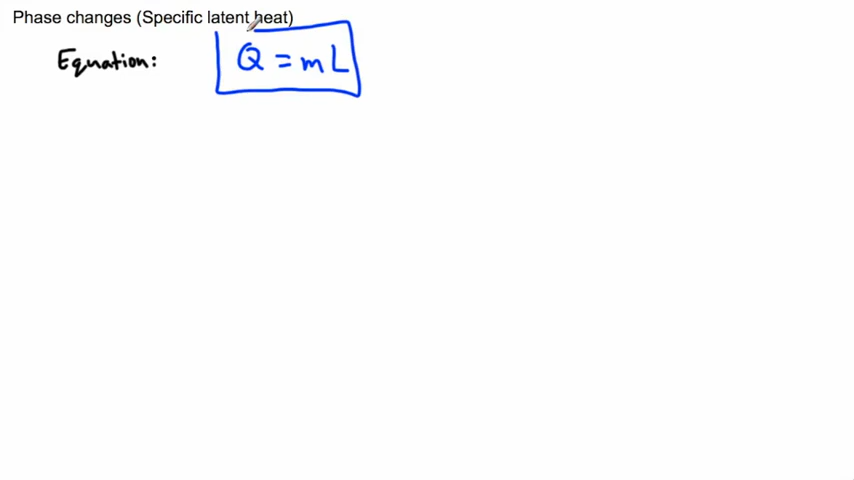 Phase changes (Specific latent heat)
Equation: Q = mL